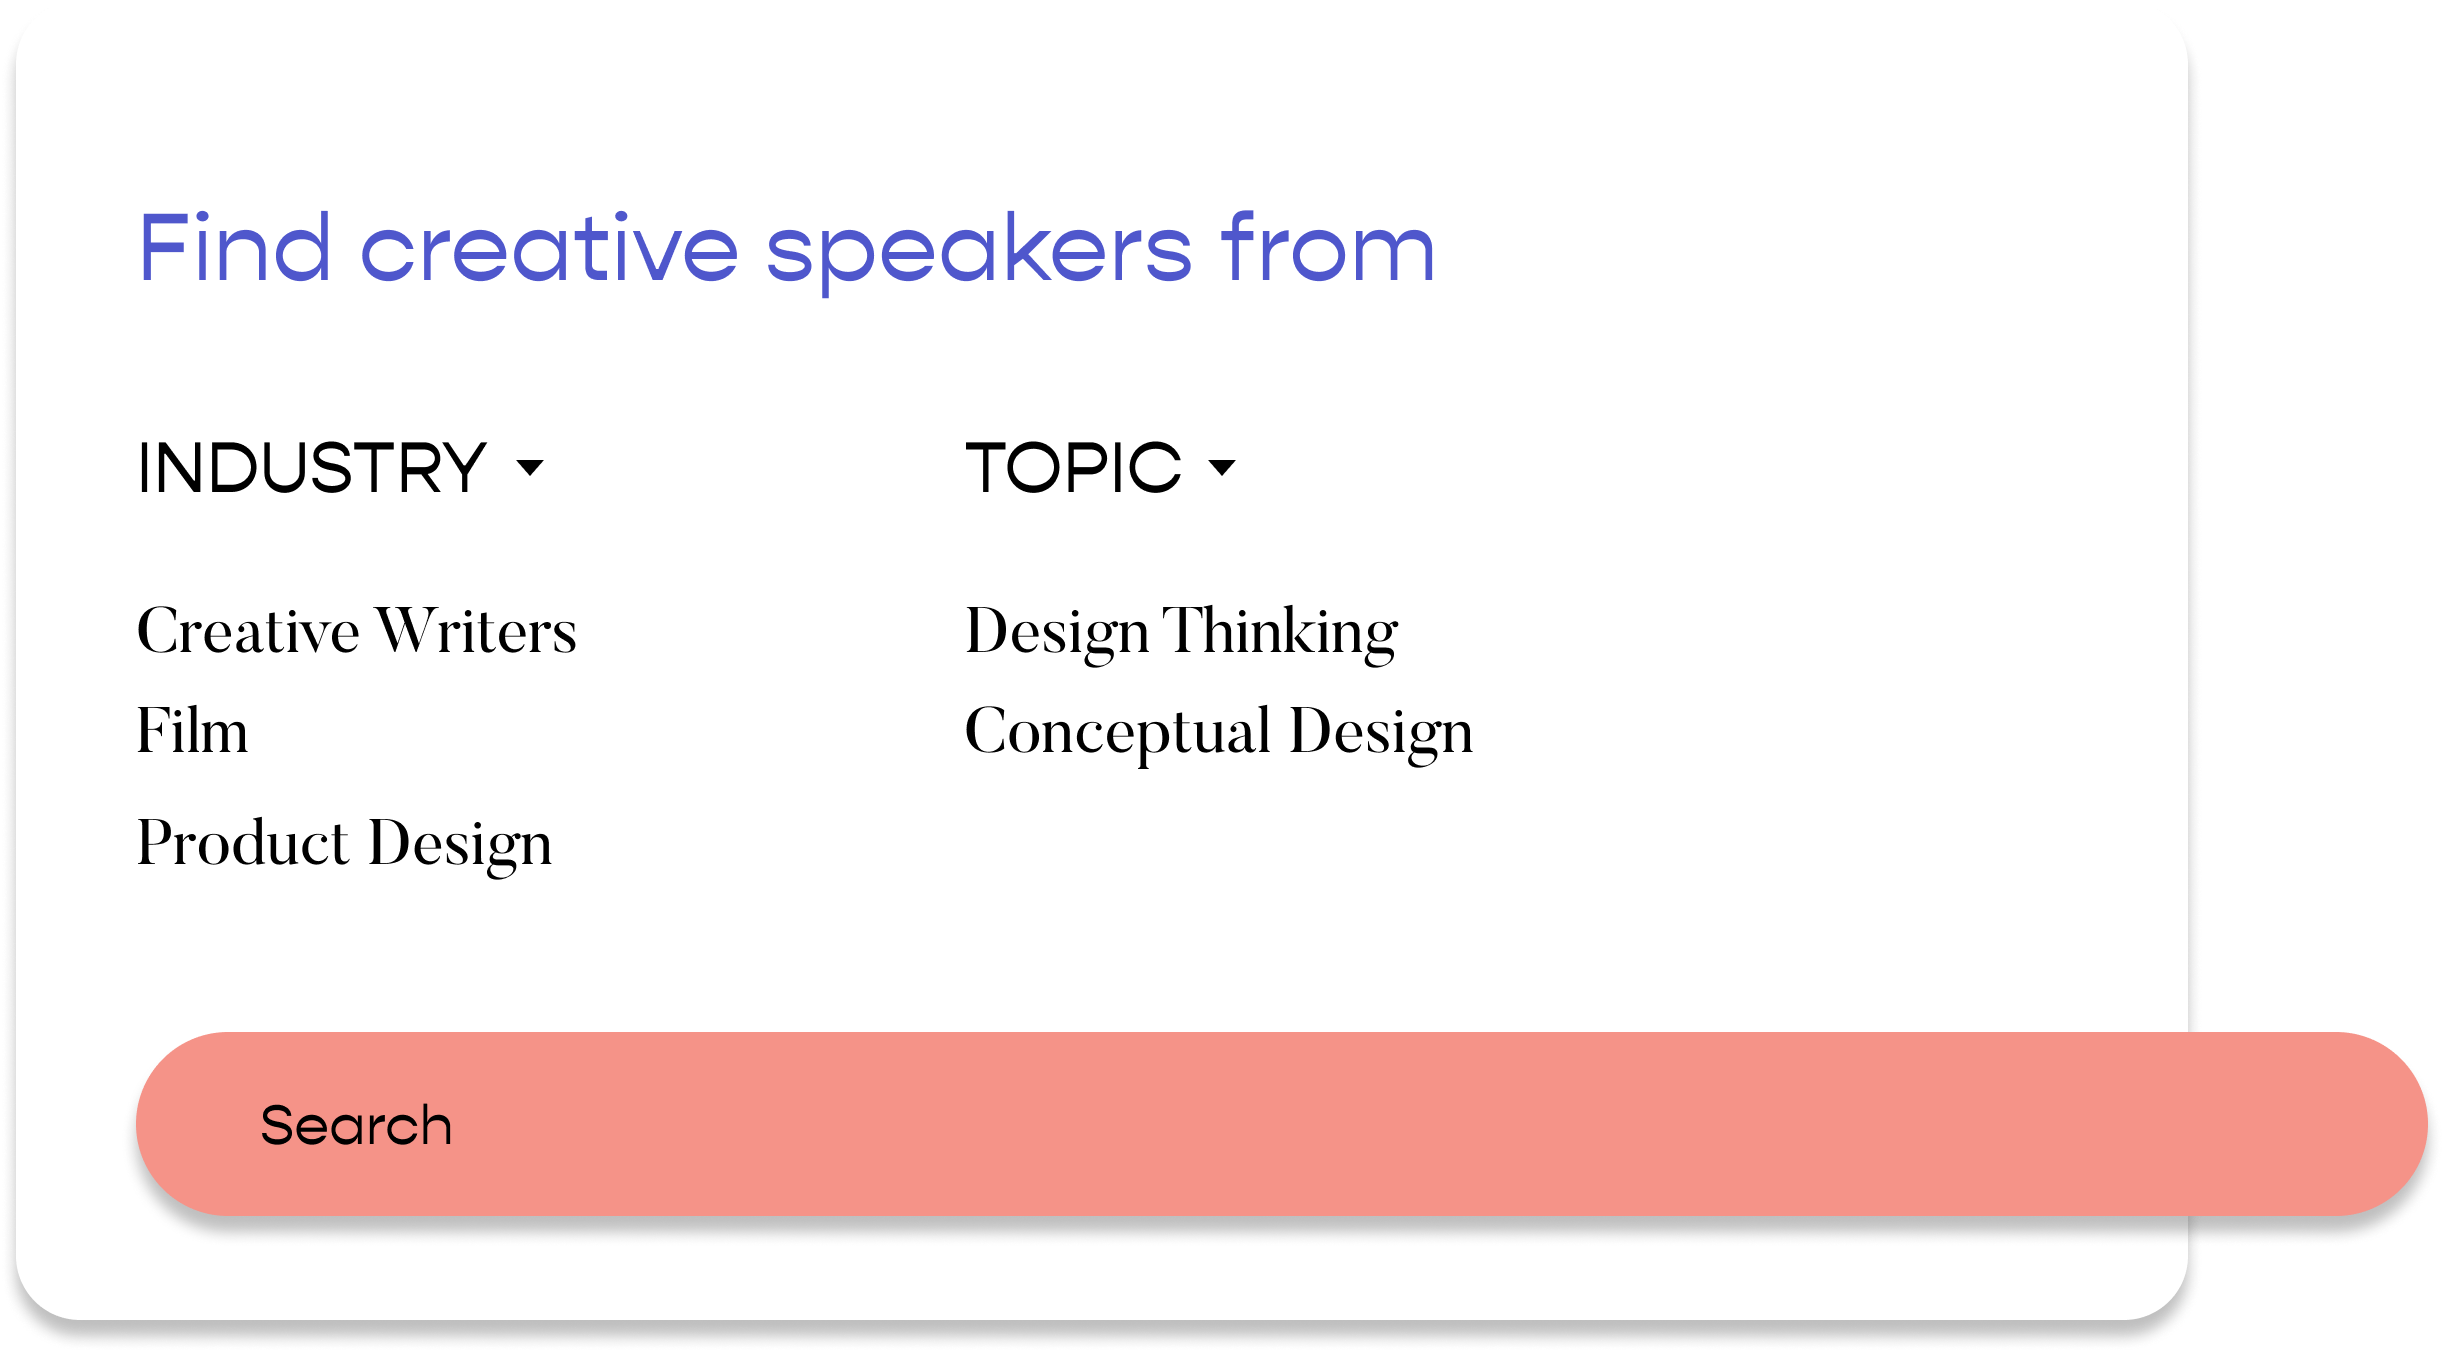 Find creative speakers from
INDUSTRY
TOPIC
Creative Writers
Film
Product Design
Design Thinking
Conceptual Design
Search